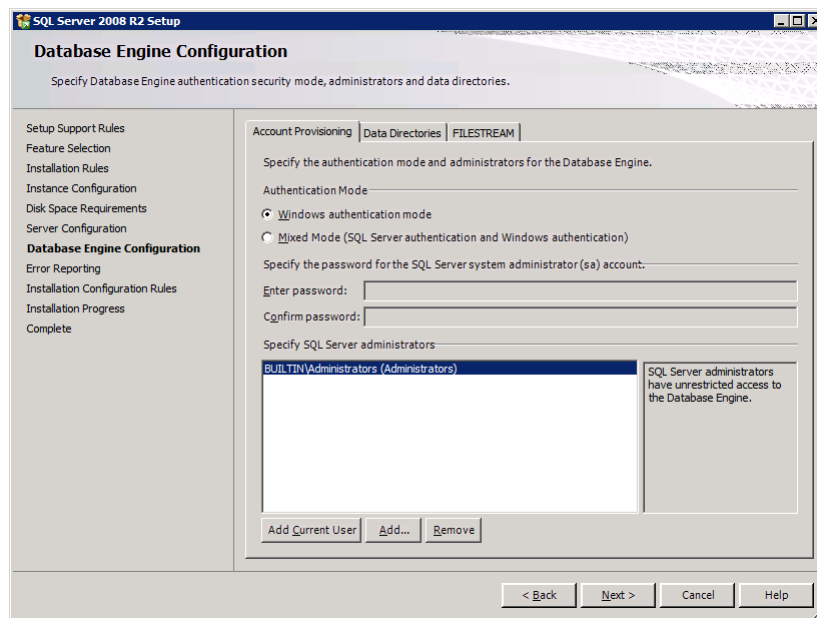 SQL Server 2008 R2 Setup
Database Engine Configuration
Specify Database Engine authentication security mode, administrators and data directories.
Setup Support Rules
Feature Selection
Installation Rules
Instance Configuration
Disk Space Requirements
Server Configuration
Database Engine Configuration
Error Reporting
Installation Configuration Rules
Installation Progress
Complete
Account Provisioning Data Directories FILESTREAM
Specify the authentication mode and administrators for the Database Engine.
Authentication Mode
Windows authentication mode
Mixed Mode (SQL Server authentication and Windows authentication)
Specify the password for the SQL Server system administrator (sa) account.
Enter password:
Confirm password:
Specify SQL Server administrators
BUILTIN\Administrators (Administrators)
SQL Server administrators
have unrestricted access to
the Database Engine.
Add Current User Add... Remove
< Back Next > Cancel Help